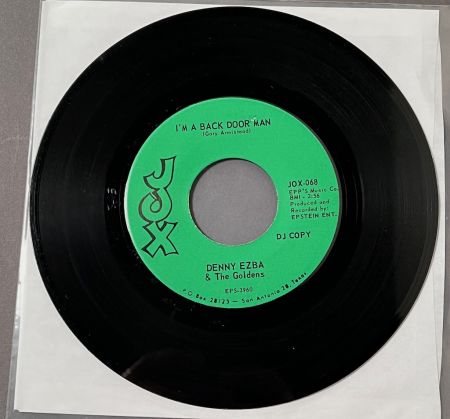 I'M A BACK DOOR MAN
(Gary Armistead)
JOX
JOX-068
EPP'S Music Co.
BMI - 2:56
Produced and
Recorded by:
EPSTEIN ENT.
DJ COPY
DENNY EZBA
& The Goldens
EPS-3960
P.O. Box 28123 — San Antonio 28, Texas